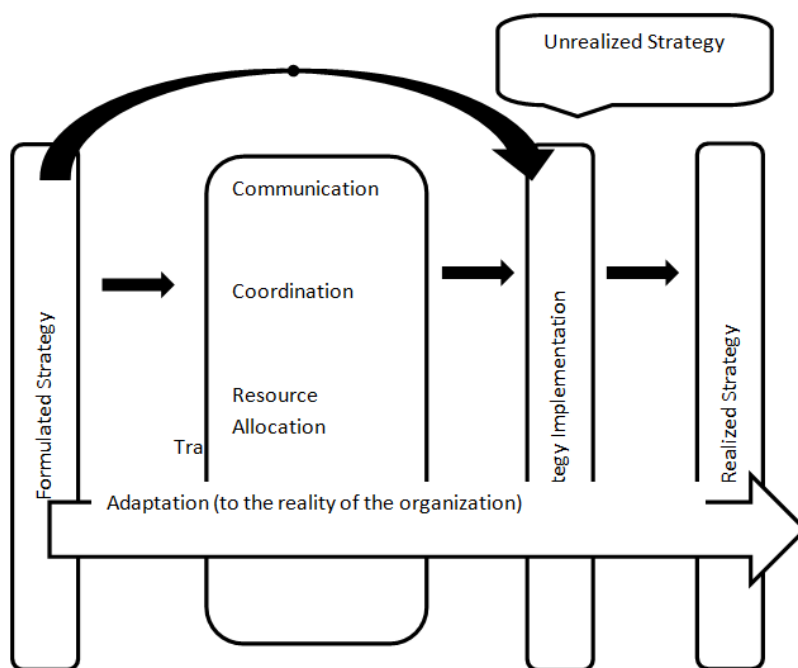 Unrealized Strategy
Communication
Coordination
Resource
Allocation
Tra
Adaptation (to the reality of the organization)
Formulated Strategy
tegy Implementation
Realized Strategy